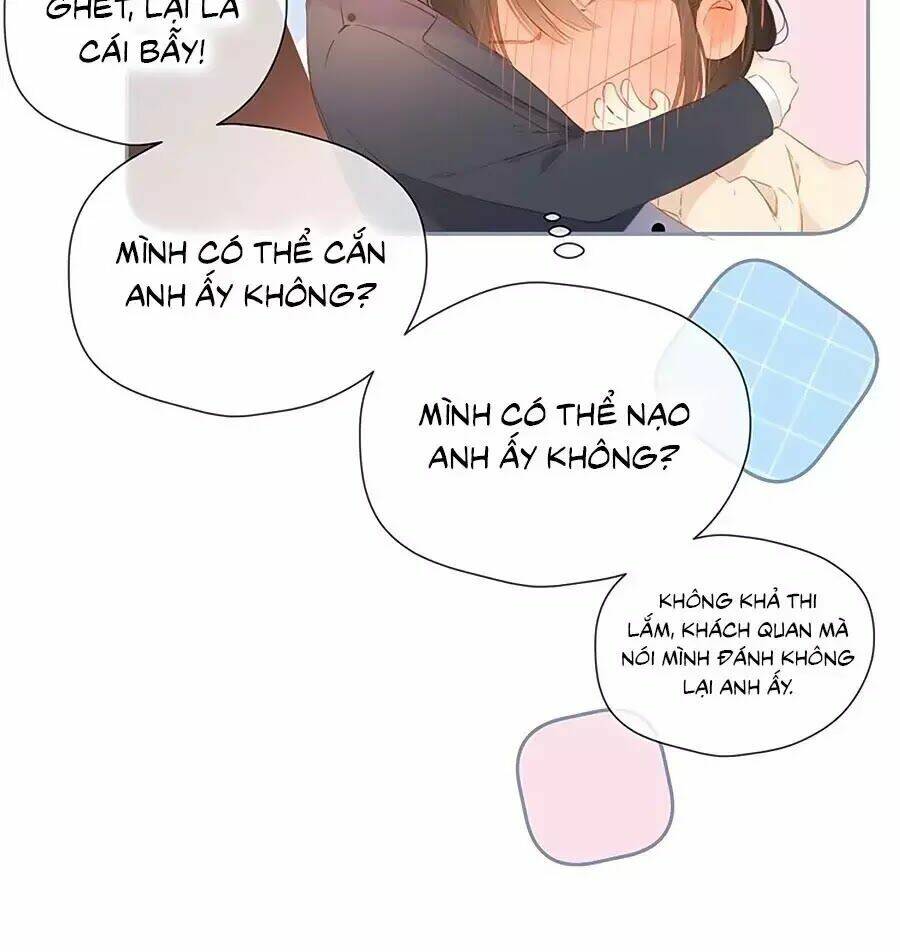 GHÉT, LẠI LÀ
CÁI BẪY!
MÌNH CÓ THỂ CẮN
ANH ẤY KHÔNG?
MÌNH CÓ THỂ NẠO
ANH ẤY KHÔNG?
KHÔNG KHẢ THI
LẮM, KHÁCH QUAN MÀ
NÓI MÌNH ĐÁNH KHÔNG
LẠI ANH ẤY.